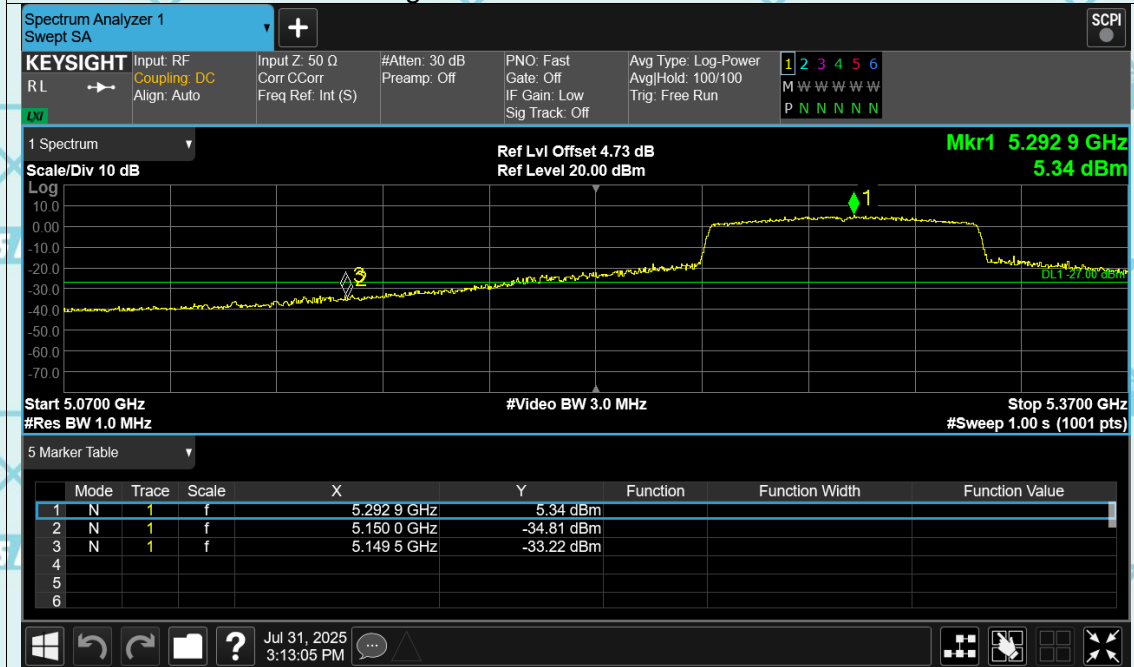 Spectrum Analyzer 1
Swept SA
+
SCPI
KEYSIGHT
RL
LXI
Input: RF
Coupling: DC
Align: Auto
Input Z: 50 Ω
Corr CCorr
Freq Ref: Int (S)
#Atten: 30 dB
Preamp: Off
PNO: Fast
Gate: Off
IF Gain: Low
Sig Track: Off
Avg Type: Log-Power
Avg|Hold: 100/100
Trig: Free Run
1 2 3 4 5 6
M W W W W W
P N N N N N
1 Spectrum
Scale/Div 10 dB
Ref Lvl Offset 4.73 dB
Ref Level 20.00 dBm
Mkr1 5.292 9 GHz
5.34 dBm
Log
10.0
0.00
-10.0
-20.0
-30.0
-40.0
-50.0
-60.0
-70.0
1
2
DL1 -27.00 dBm
Start 5.0700 GHz
#Video BW 3.0 MHz
Stop 5.3700 GHz
#Res BW 1.0 MHz
#Sweep 1.00 s (1001 pts)
5 Marker Table
Mode Trace Scale X Y Function Function Width Function Value
1 N 1 f 5.292 9 GHz 5.34 dBm
2 N 1 f 5.150 0 GHz -34.81 dBm
3 N 1 f 5.149 5 GHz -33.22 dBm
4
5
6
?
Jul 31, 2025
3:13:05 PM